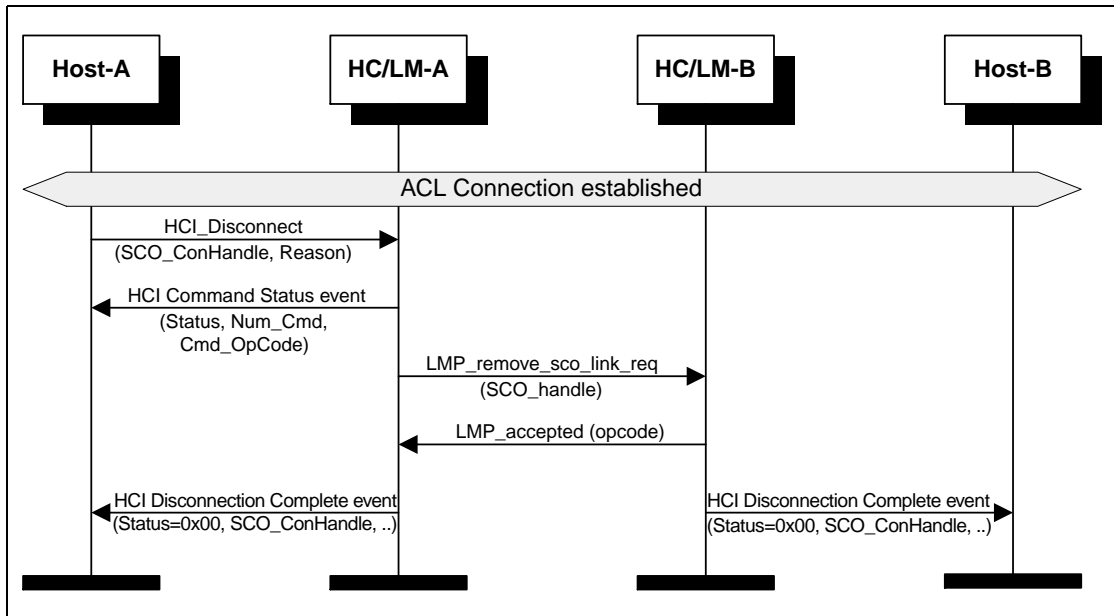 Host-A
HC/LM-A
HC/LM-B
Host-B
ACL Connection established
HCI_Disconnect
(SCO_ConHandle, Reason)
HCI Command Status event
(Status, Num_Cmd,
Cmd_OpCode)
LMP_remove_sco_link_req
(SCO_handle)
LMP_accepted (opcode)
HCI Disconnection Complete event
(Status=0x00, SCO_ConHandle, ..)
HCI Disconnection Complete event
(Status=0x00, SCO_ConHandle, ..)